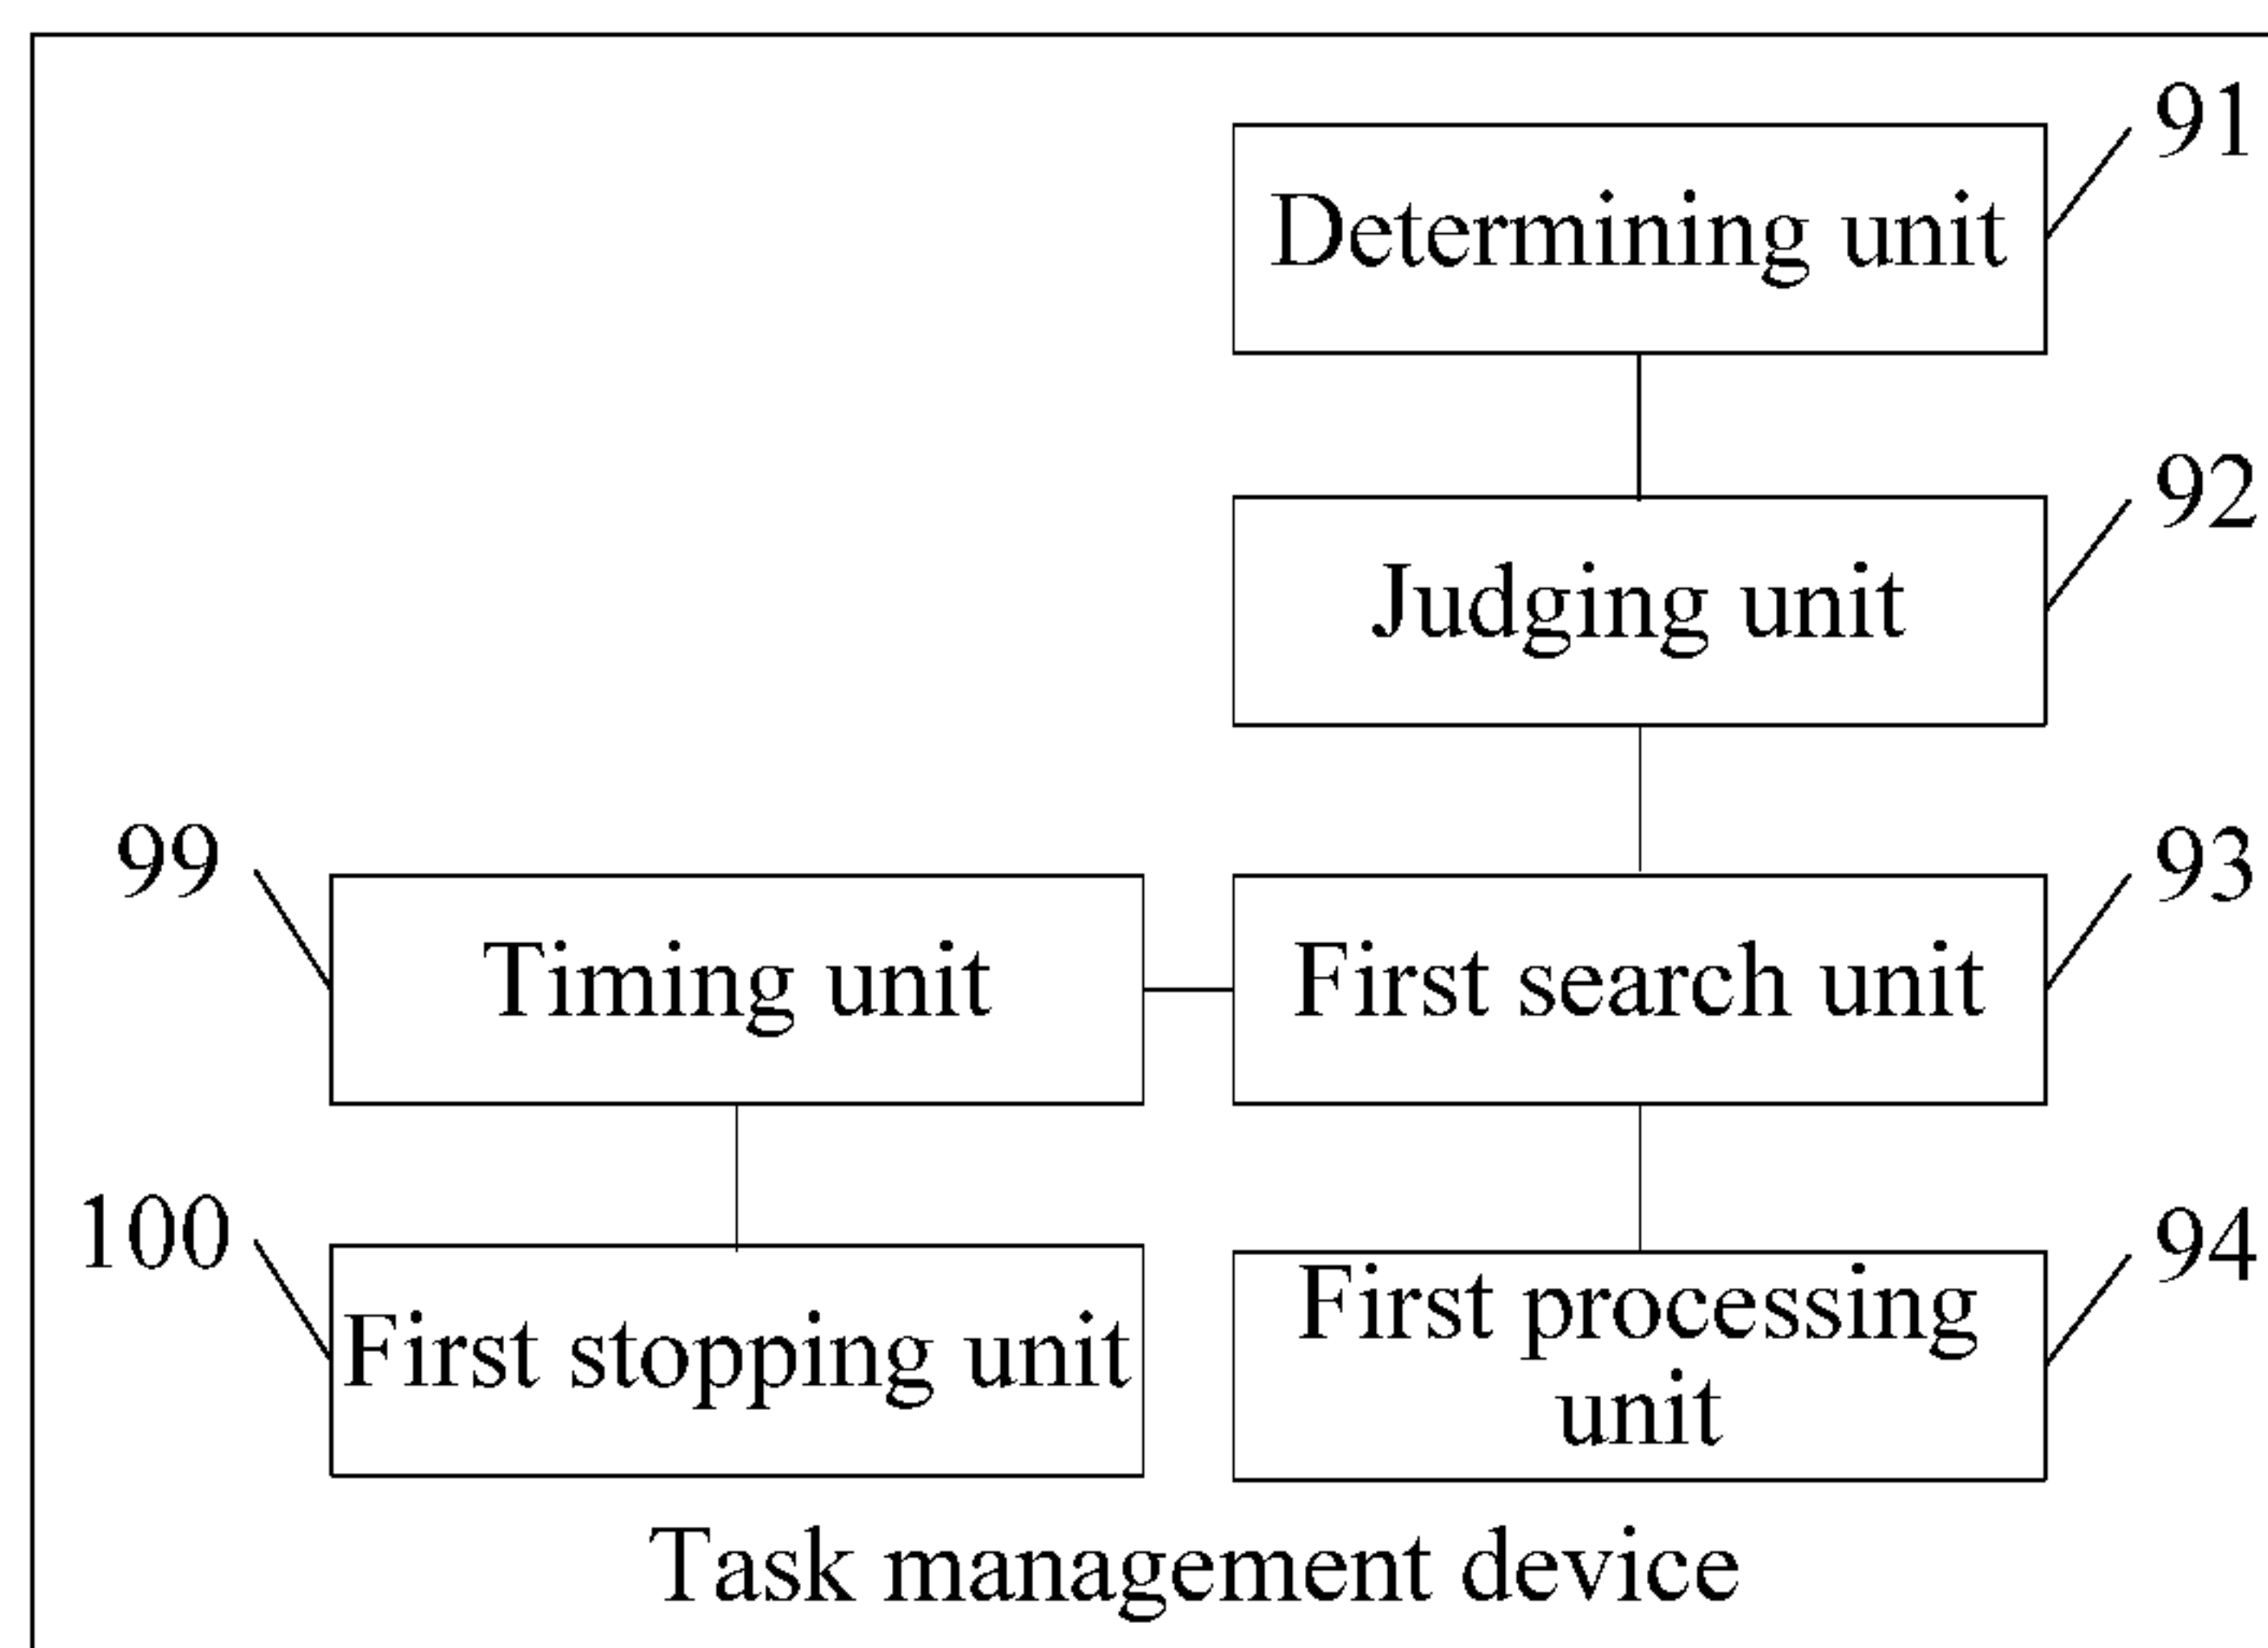 91
Determining unit
92
Judging unit
99
Timing unit
First search unit
93
100
First stopping unit
First processing
unit
94
Task management device